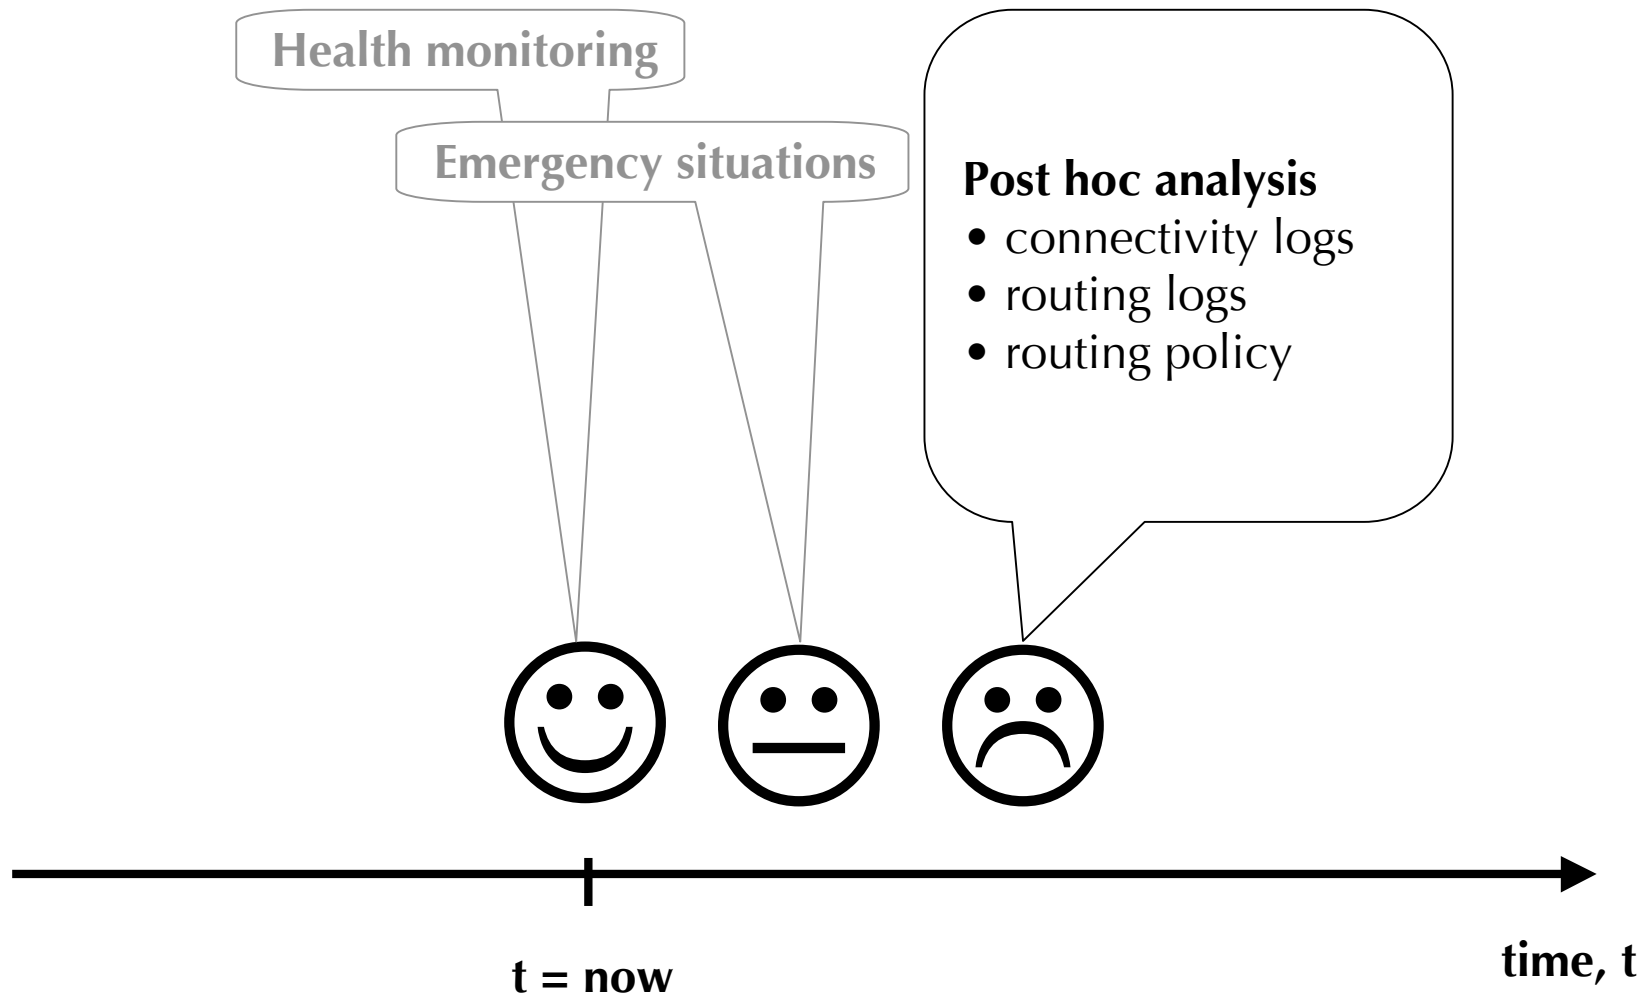 Health monitoring
Emergency situations
Post hoc analysis
• connectivity logs
• routing logs
• routing policy
t = now
time, t